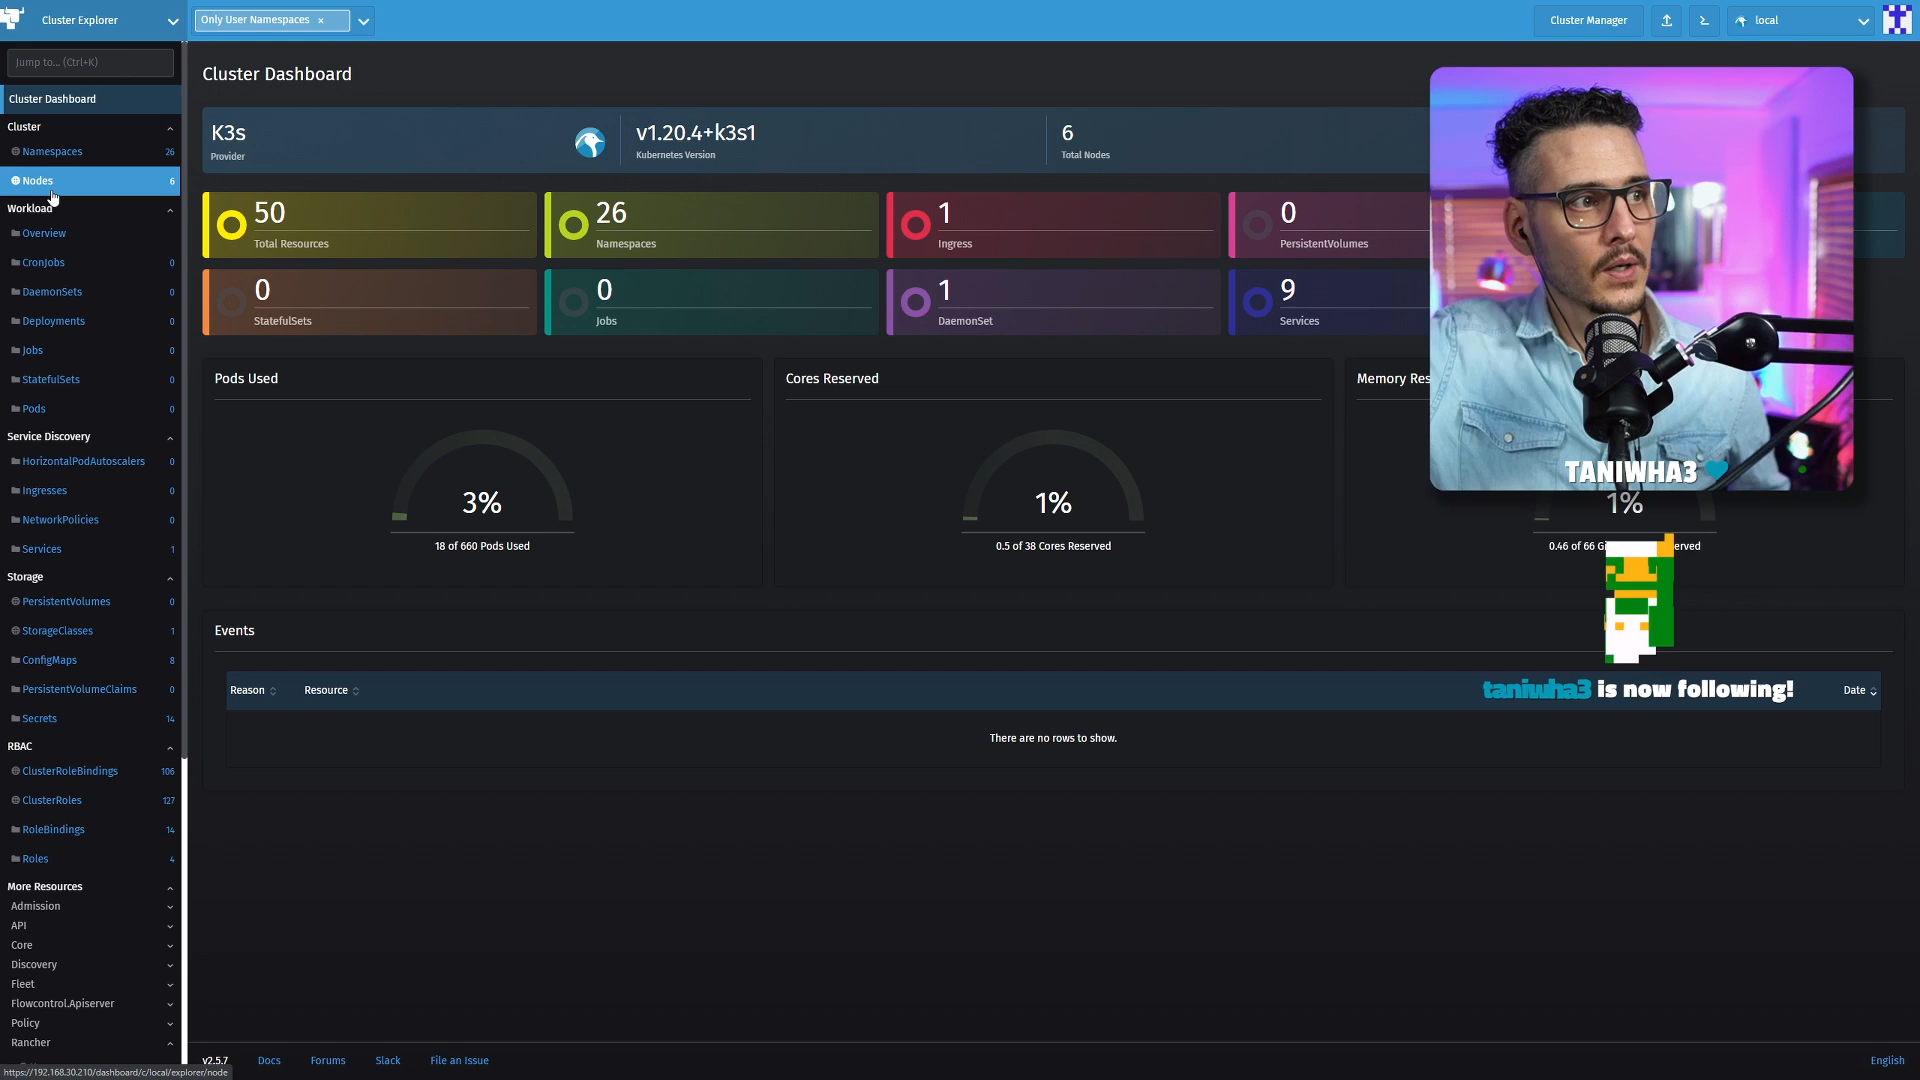 Cluster Explorer
Only User Namespaces ×
Cluster Manager
local
Jump to... (Ctrl+K)
Cluster Dashboard
Cluster
Namespaces 26
Nodes 6
Workload
Overview
CronJobs 0
DaemonSets 0
Deployments 0
Jobs 0
StatefulSets 0
Pods 0
Service Discovery
HorizontalPodAutoscalers 0
Ingresses 0
NetworkPolicies 0
Services 1
Storage
PersistentVolumes 0
StorageClasses 1
ConfigMaps 8
PersistentVolumeClaims 0
Secrets 14
RBAC
ClusterRoleBindings 106
ClusterRoles 127
RoleBindings 14
Roles 4
More Resources
Admission
API
Core
Discovery
Fleet
Flowcontrol.Apiserver
Policy
Rancher
https://192.168.30.210/dashboard/c/local/explorer/node
Cluster Dashboard
K3s
Provider
v1.20.4+k3s1
Kubernetes Version
6
Total Nodes
50
Total Resources
26
Namespaces
1
Ingress
0
PersistentVolumes
0
StatefulSets
0
Jobs
1
DaemonSet
9
Services
Pods Used
3%
18 of 660 Pods Used
Cores Reserved
1%
0.5 of 38 Cores Reserved
Memory Res
1%
0.46 of 66 G
erved
TANIWHA3
taniwha3 is now following!
Events
Reason Resource Date
There are no rows to show.
v2.5.7 Docs Forums Slack File an Issue English